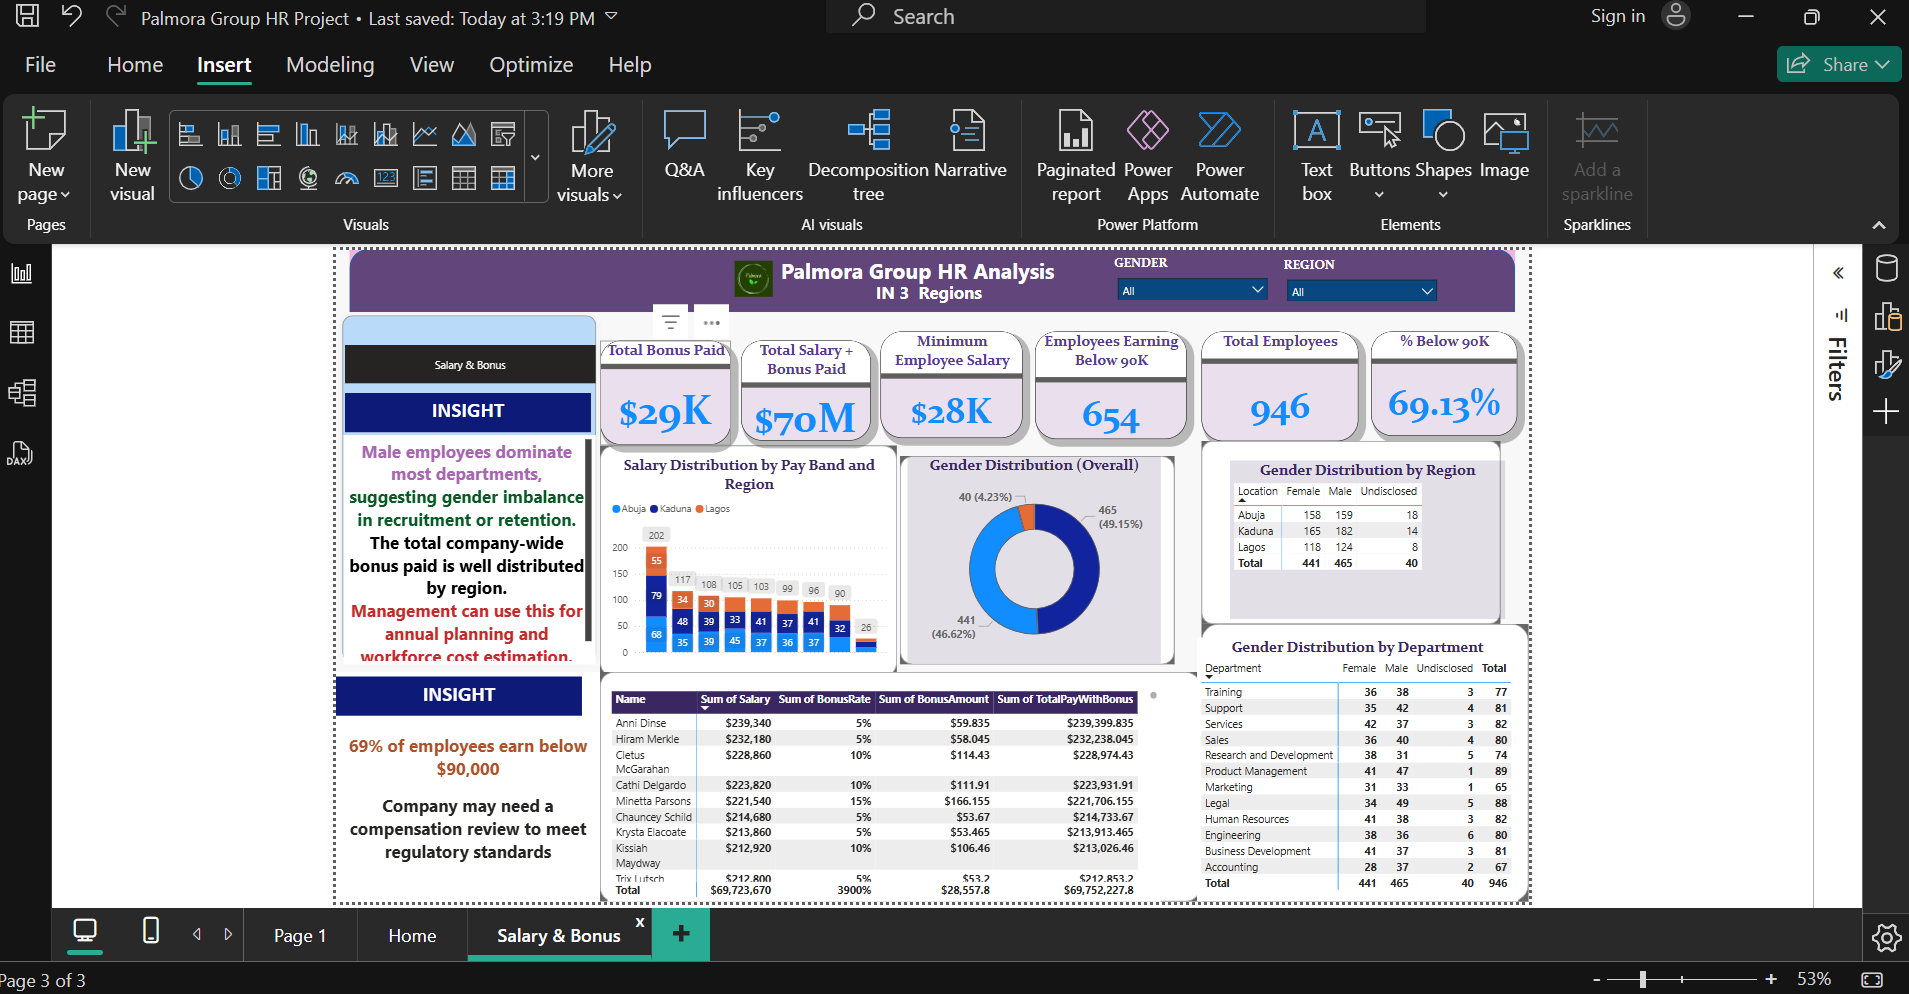 Palmora Group HR Project • Last saved: Today at 3:19 PM
Search
Sign in
File Home Insert Modeling View Optimize Help
Share
New page
New visual
More visuals
Q&A
Key influencers
Decomposition tree
Narrative
Paginated report
Power Apps
Power Automate
Text box
Buttons
Shapes
Image
Add a sparkline
Pages
Visuals
AI visuals
Power Platform
Elements
Sparklines
DAX
Palmora Group HR Analysis
IN 3 Regions
GENDER
All
REGION
All
Salary & Bonus
INSIGHT
Male employees dominate
most departments,
suggesting gender imbalance
in recruitment or retention.
The total company-wide
bonus paid is well distributed
by region.
Management can use this for
annual planning and
workforce cost estimation.
INSIGHT
69% of employees earn below
$90,000
Company may need a
compensation review to meet
regulatory standards
Total Bonus Paid
$29K
Total Salary +
Bonus Paid
$70M
Minimum
Employee Salary
$28K
Employees Earning
Below 90K
654
Total Employees
946
% Below 90K
69.13%
Salary Distribution by Pay Band and
Region
Abuja Kaduna Lagos
200
150
100
50
0
202 117 108 105 103 99 96 90 26
55 34 30
79 48 39 33 41 37 41 32
68 35 39 45 37 36 37
Gender Distribution (Overall)
40 (4.23%)
465
(49.15%)
441
(46.62%)
Gender Distribution by Region
Location Female Male Undisclosed
Abuja 158 159 18
Kaduna 165 182 14
Lagos 118 124 8
Total 441 465 40
Name Sum of Salary Sum of BonusRate Sum of BonusAmount Sum of TotalPayWithBonus
Anni Dinse $239,340 5% $59.835 $239,399.835
Hiram Merkle $232,180 5% $58.045 $232,238.045
Cletus McGarahan $228,860 10% $114.43 $228,974.43
Cathi Delgardo $223,820 10% $111.91 $223,931.91
Minetta Parsons $221,540 15% $166.155 $221,706.155
Chauncey Schild $214,680 5% $53.67 $214,733.67
Krysta Elacoate $213,860 5% $53.465 $213,913.465
Kissiah Maydway $212,920 10% $106.46 $213,026.46
Trix Lutsch $212,800 5% $53.2 $212,853.2
Total $69,723,670 3900% $28,557.8 $69,752,227.8
Gender Distribution by Department
Department Female Male Undisclosed Total
Training 36 38 3 77
Support 35 42 4 81
Services 42 37 3 82
Sales 36 40 4 80
Research and Development 38 31 5 74
Product Management 41 47 1 89
Marketing 31 33 1 65
Legal 34 49 5 88
Human Resources 41 38 3 82
Engineering 38 36 6 80
Business Development 41 37 3 81
Accounting 28 37 2 67
Total 441 465 40 946
Filters
Page 1
Home
Salary & Bonus
x
+
Page 3 of 3
- + 53%